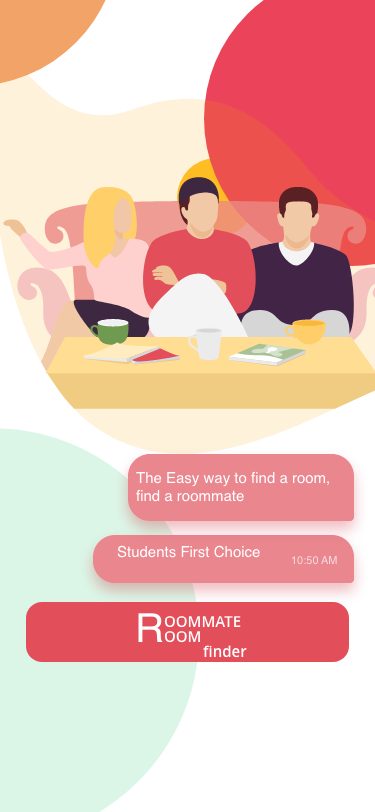 The Easy way to find a room,
find a roommate
Students First Choice
10:50 AM
ROOMMATE
OOM
finder